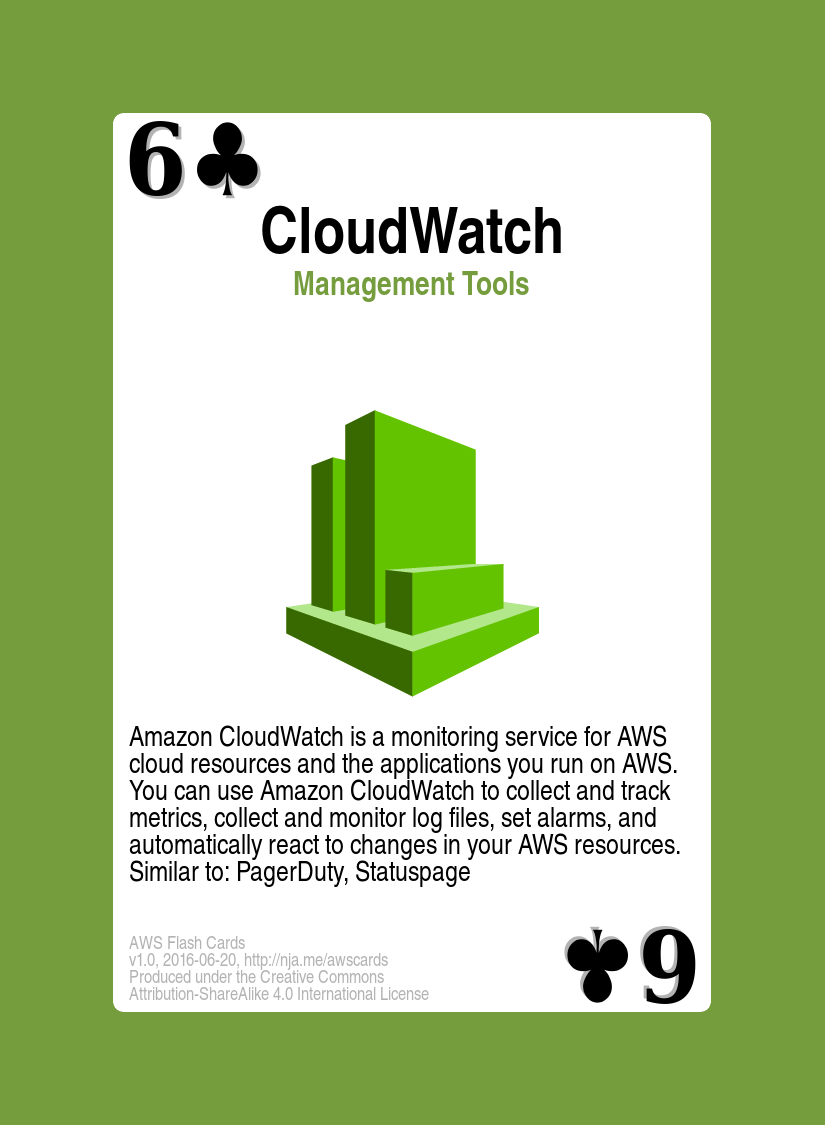 6♣
CloudWatch
Management Tools
Amazon CloudWatch is a monitoring service for AWS
cloud resources and the applications you run on AWS.
You can use Amazon CloudWatch to collect and track
metrics, collect and monitor log files, set alarms, and
automatically react to changes in your AWS resources.
Similar to: PagerDuty, Statuspage
AWS Flash Cards
v1.0, 2016-06-20, http://nja.me/awscards
Produced under the Creative Commons
Attribution-ShareAlike 4.0 International License
6♣